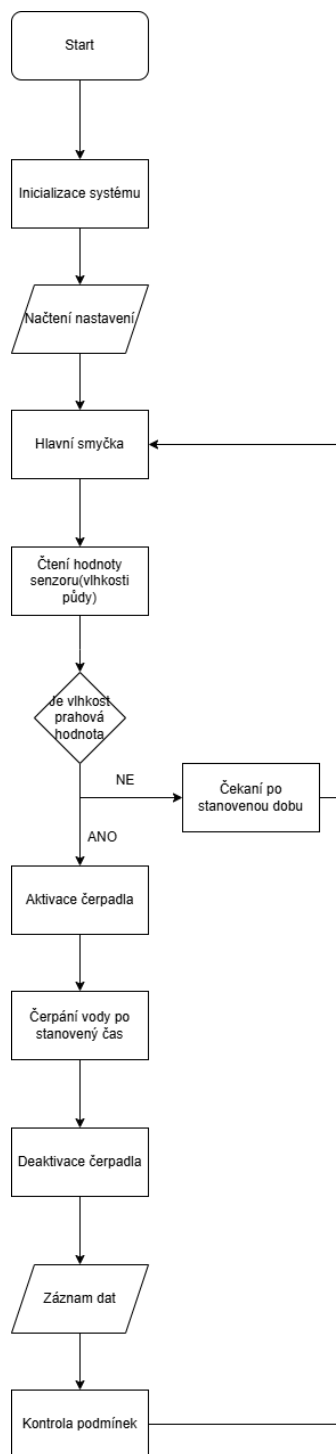 Start
Inicializace systému
Načtení nastavení
Hlavní smyčka
Čtení hodnoty
senzoru(vlhkosti
půdy)
Je vlhkost
prahová
hodnota
NE
Čekaní po
stanovenou dobu
ANO
Aktivace čerpadla
Čerpání vody po
stanovený čas
Deaktivace čerpadla
Záznam dat
Kontrola podmínek